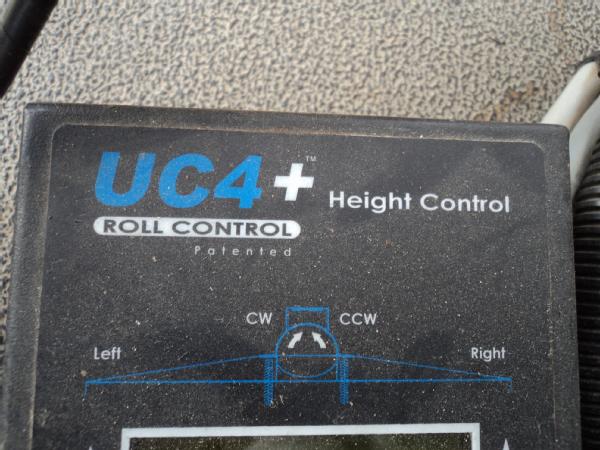 UC4+™
Height Control
ROLL CONTROL
Patented
CW CCW
Left Right